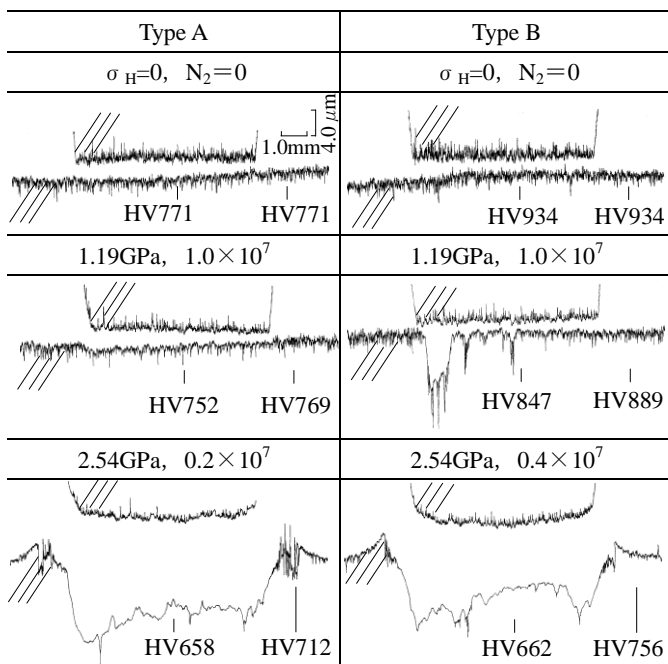 Type A Type B
σ H=0, N₂=0 σ H=0, N₂=0
4.0 μm
1.0mm
HV771 HV771 HV934 HV934
1.19GPa, 1.0×10⁷ 1.19GPa, 1.0×10⁷
HV752 HV769 HV847 HV889
2.54GPa, 0.2×10⁷ 2.54GPa, 0.4×10⁷
HV658 HV712 HV662 HV756